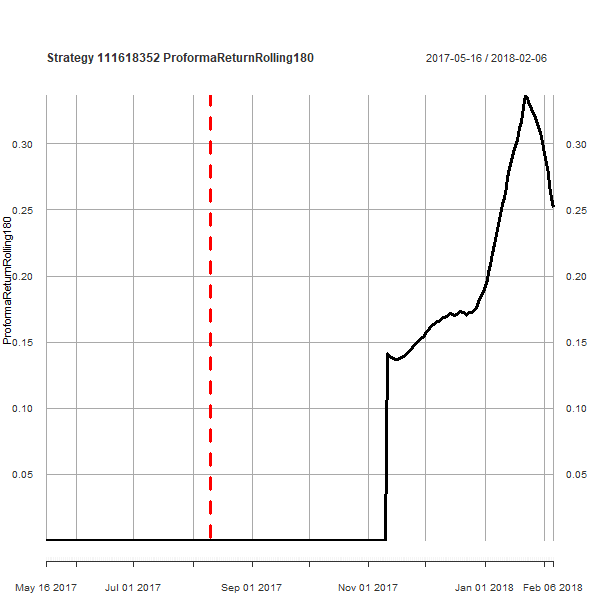 Strategy 111618352 ProformaReturnRolling180
2017-05-16 / 2018-02-06
ProformaReturnRolling180
0.30 0.30
0.25 0.25
0.20 0.20
0.15 0.15
0.10 0.10
0.05 0.05
May 16 2017 Jul 01 2017 Sep 01 2017 Nov 01 2017 Jan 01 2018 Feb 06 2018